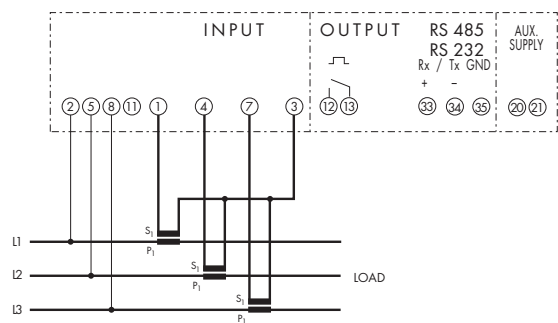 INPUT OUTPUT RS 485 AUX.
RS 232 SUPPLY
Rx / Tx GND
+ –
2 5 8 11 1 4 7 3 12 13 33 34 35 20 21
S1
L1
P1
S1
L2 LOAD
P1
S1
L3
P1